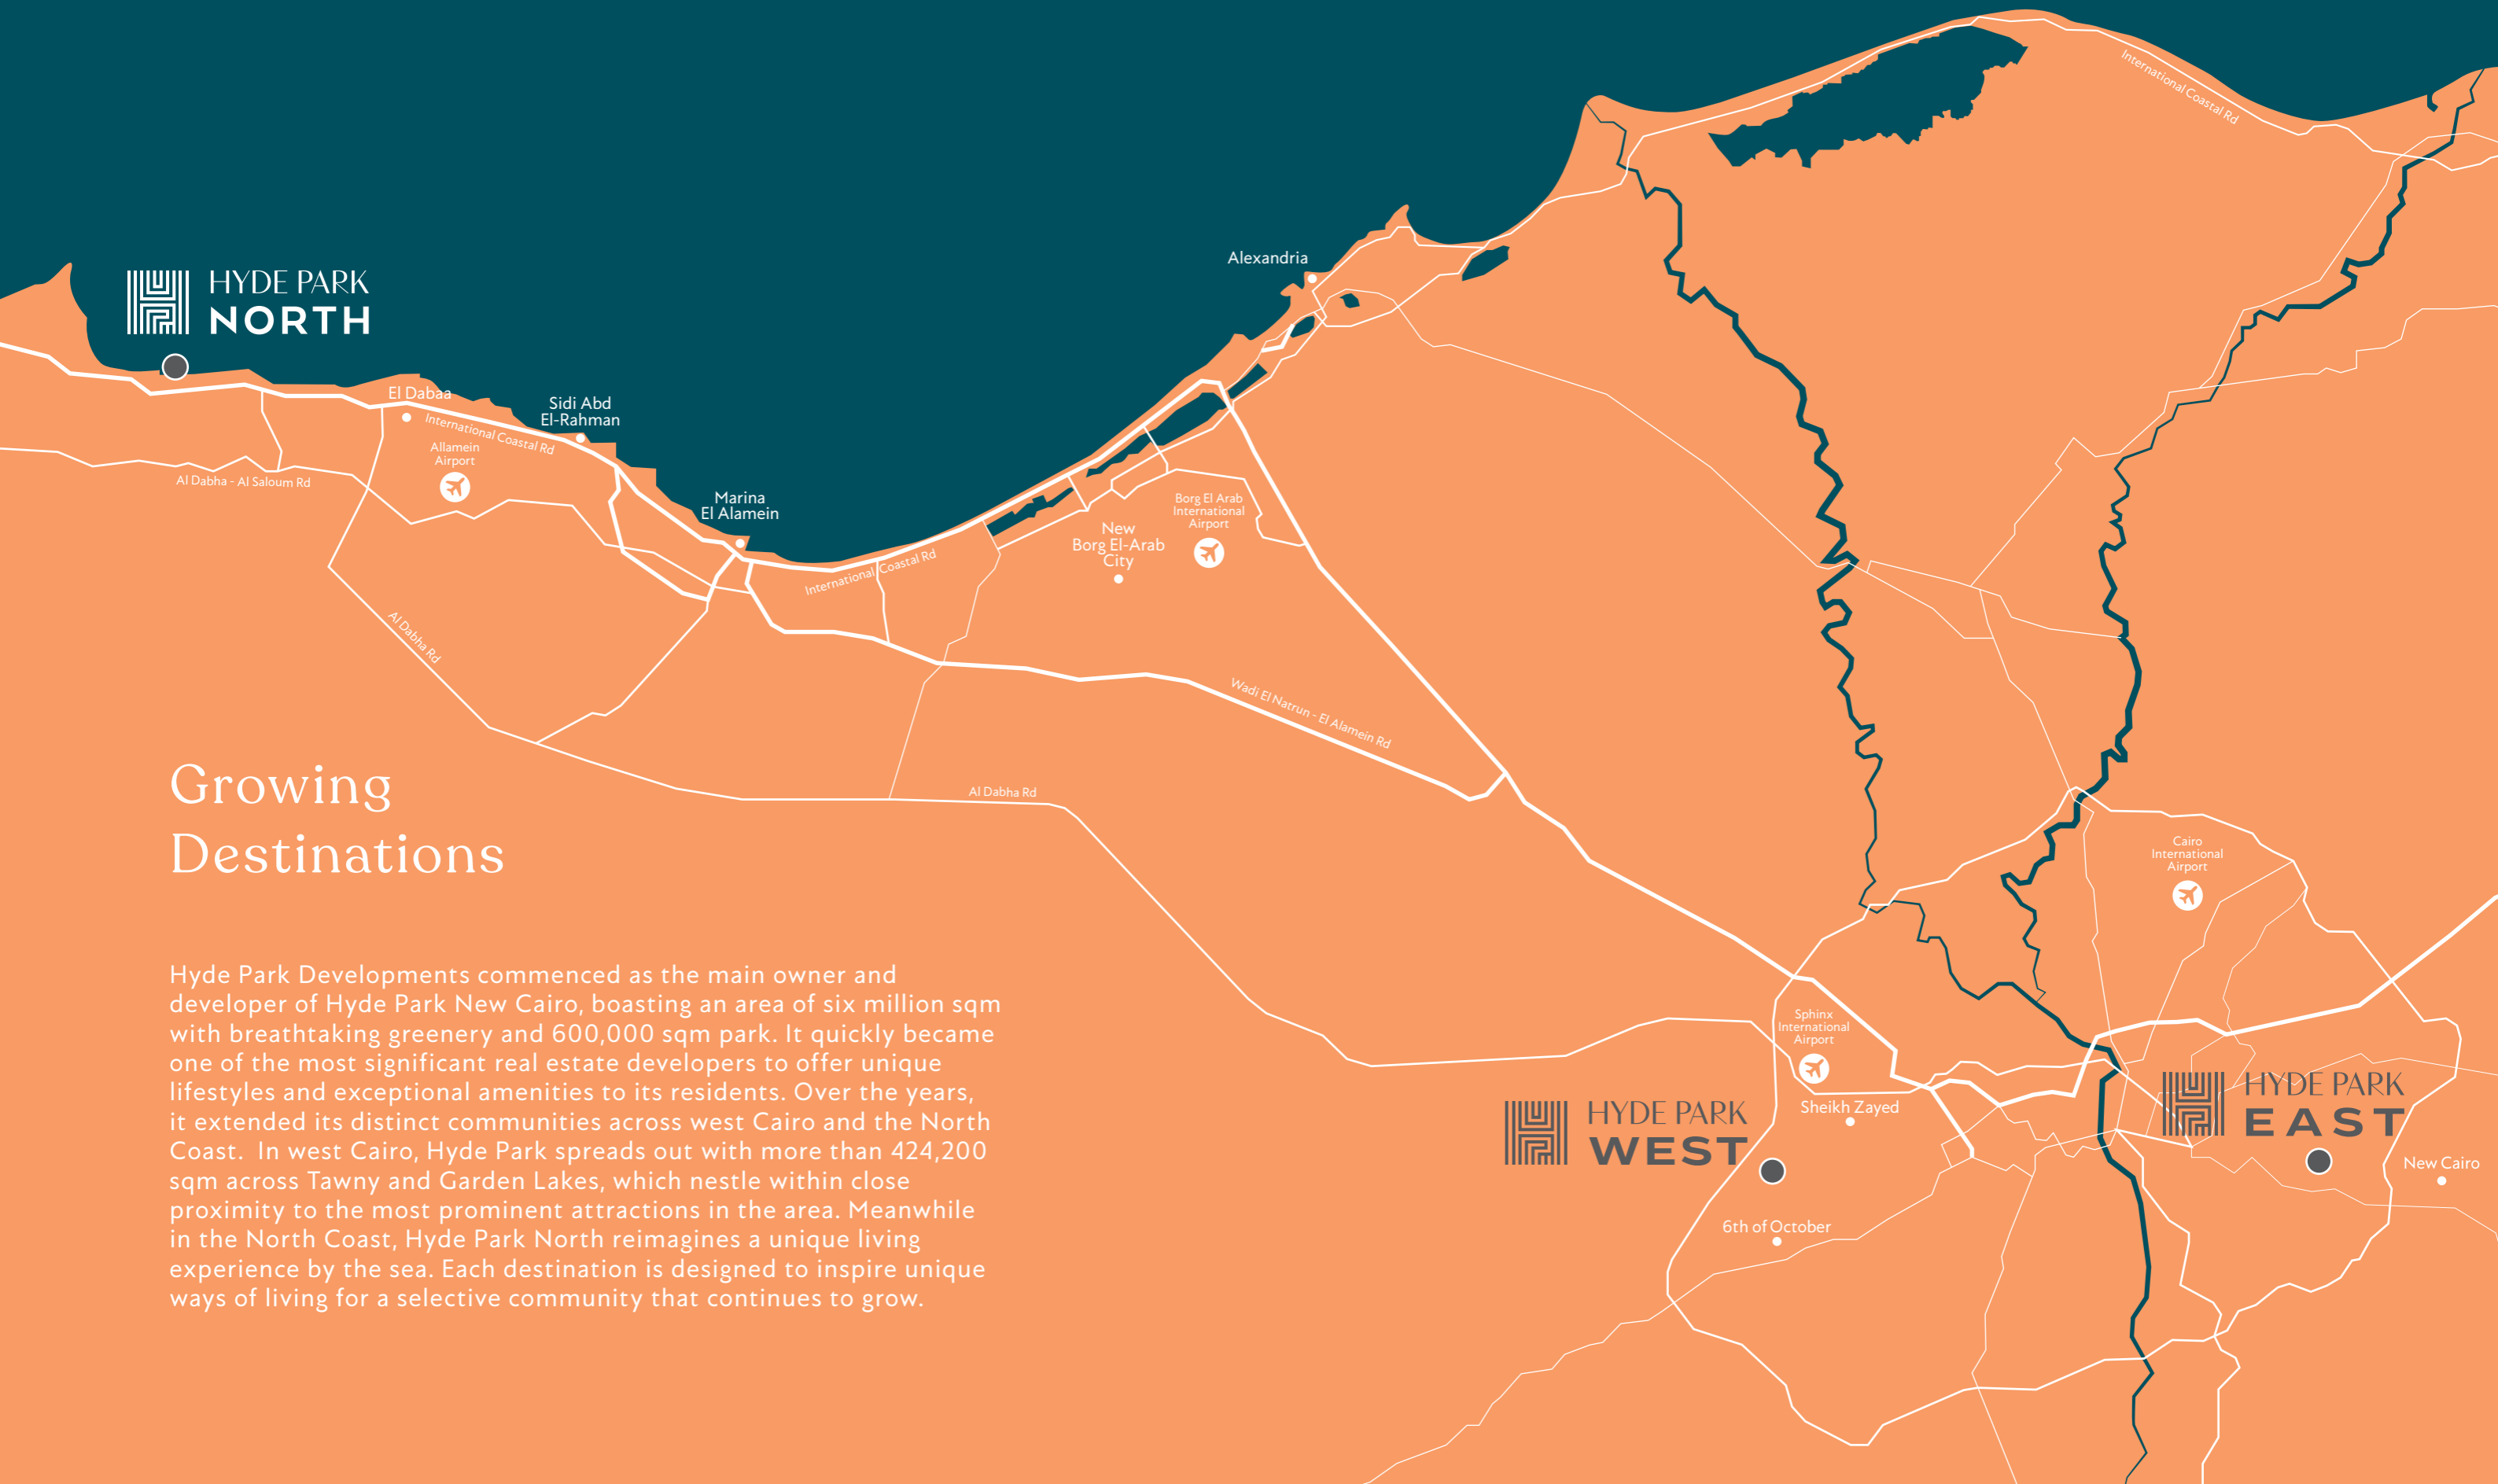 International Coastal Rd
Alexandria
HYDE PARK
NORTH
El Dabaa
Sidi Abd
El-Rahman
International Coastal Rd
Allamein
Airport
Al Dabha - Al Saloum Rd
Marina
El Alamein
Borg El Arab
International
Airport
New
Borg El-Arab
City
International Coastal Rd
Al Dabha Rd
Wadi El Natrun - El Alamein Rd
Al Dabha Rd
Growing
Destinations
Cairo
International
Airport
Hyde Park Developments commenced as the main owner and
developer of Hyde Park New Cairo, boasting an area of six million sqm
with breathtaking greenery and 600,000 sqm park. It quickly became
one of the most significant real estate developers to offer unique
lifestyles and exceptional amenities to its residents. Over the years,
it extended its distinct communities across west Cairo and the North
Coast.  In west Cairo, Hyde Park spreads out with more than 424,200
sqm across Tawny and Garden Lakes, which nestle within close
proximity to the most prominent attractions in the area. Meanwhile
in the North Coast, Hyde Park North reimagines a unique living
experience by the sea. Each destination is designed to inspire unique
ways of living for a selective community that continues to grow.
Sphinx
International
Airport
Sheikh Zayed
HYDE PARK
WEST
HYDE PARK
EAST
New Cairo
6th of October